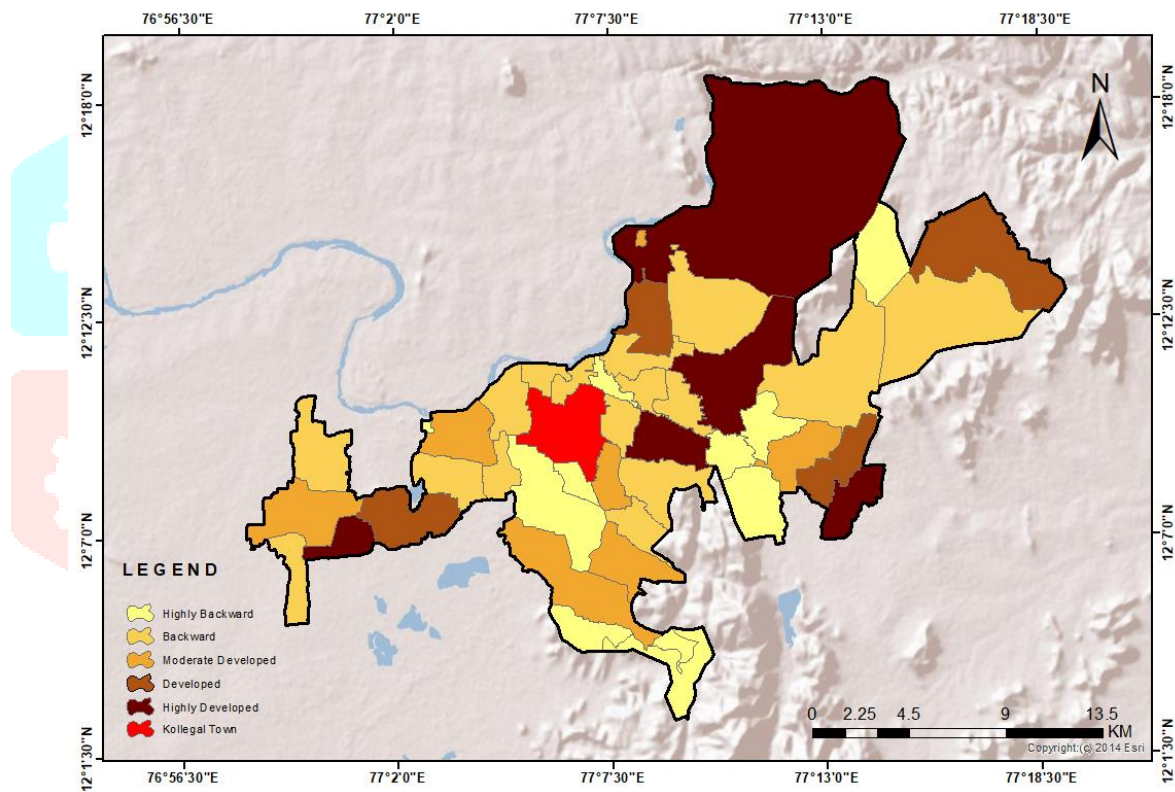 76°56'30"E 77°2'0"E 77°7'30"E 77°13'0"E 77°18'30"E
12°18'0"N
12°18'0"N
N
12°12'30"N
12°12'30"N
12°7'0"N
12°7'0"N
LEGEND
Highly Backward
Backward
Moderate Developed
Developed
Highly Developed
Kollegal Town
0 2.25 4.5 9 13.5
KM
Copyright:(c) 2014 Esri
12°1'30"N
12°1'30"N
76°56'30"E 77°2'0"E 77°7'30"E 77°13'0"E 77°18'30"E